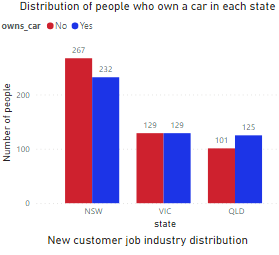 Distribution of people who own a car in each state
owns_car No Yes
Number of people
267
232
200
129 129
125
101
100
0
NSW VIC QLD
state
New customer job industry distribution